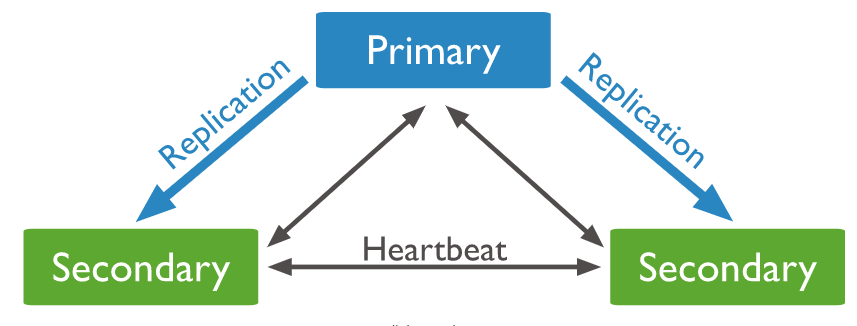 Primary
Replication
Replication
Heartbeat
Secondary
Secondary